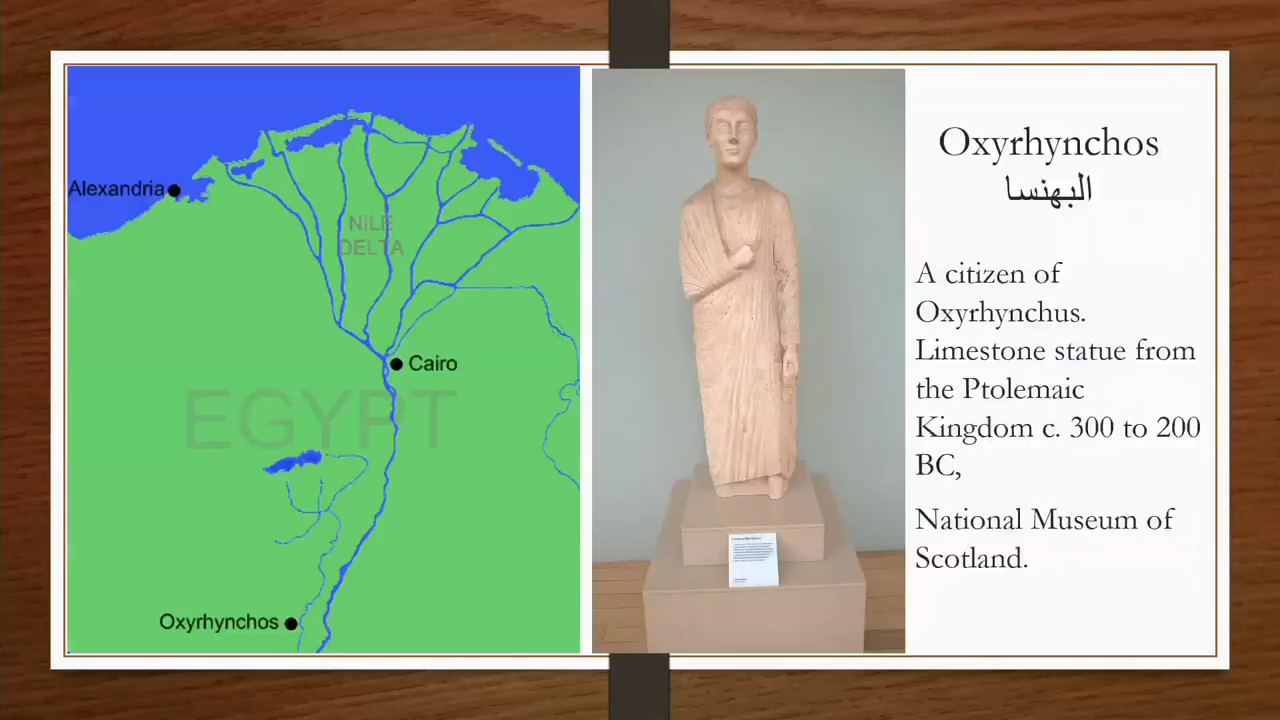 Alexandria
NILE
DELTA
Cairo
EGYPT
Oxyrhynchos
Oxyrhynchos
البهنسا
A citizen of
Oxyrhynchus.
Limestone statue from
the Ptolemaic
Kingdom c. 300 to 200
BC,
National Museum of
Scotland.